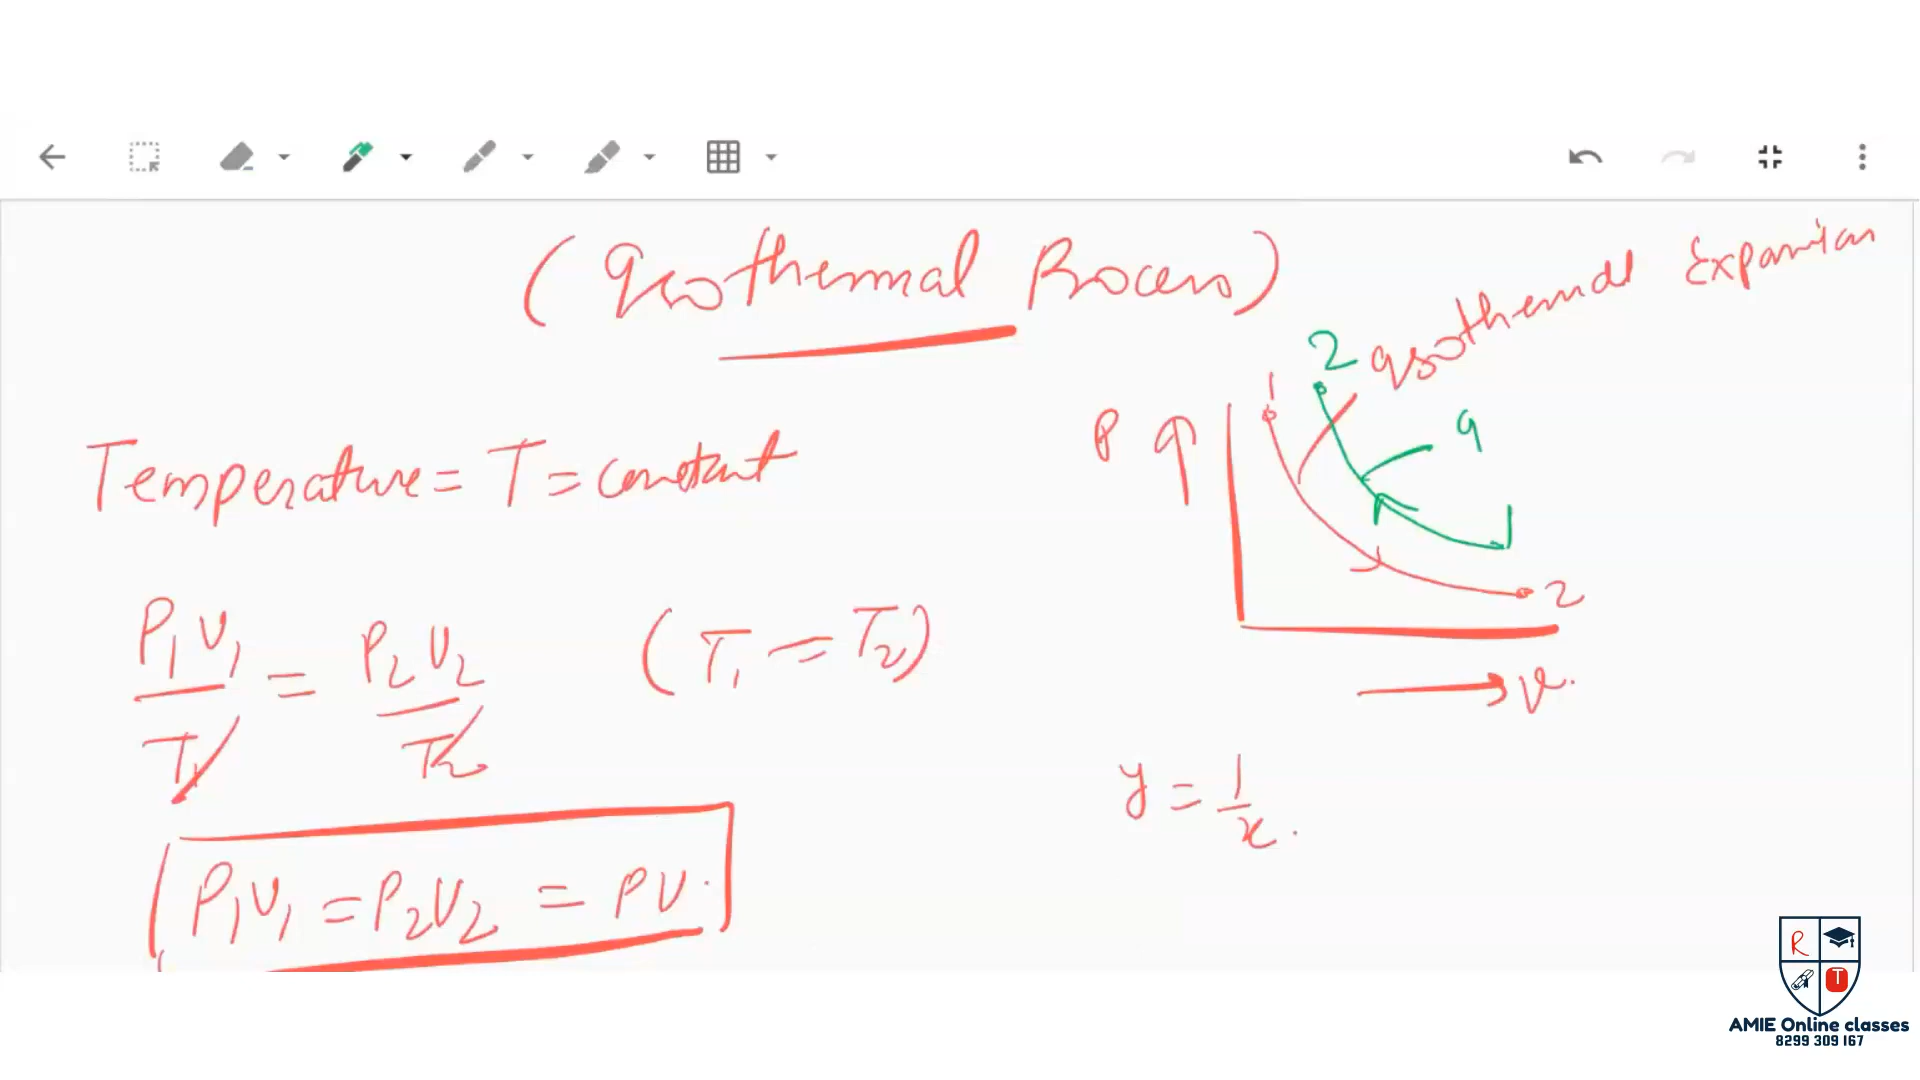 (Isothermal Process)
Isothermal Expansion
Temperature = T = constant
P ↑
1
2
I
1
2
→ V.
P₁V₁/T₁ = P₂V₂/T₂ (T₁ = T₂)
y = 1/x.
P₁V₁ = P₂V₂ = PV.
R
T
AMIE Online classes
8299 309 167